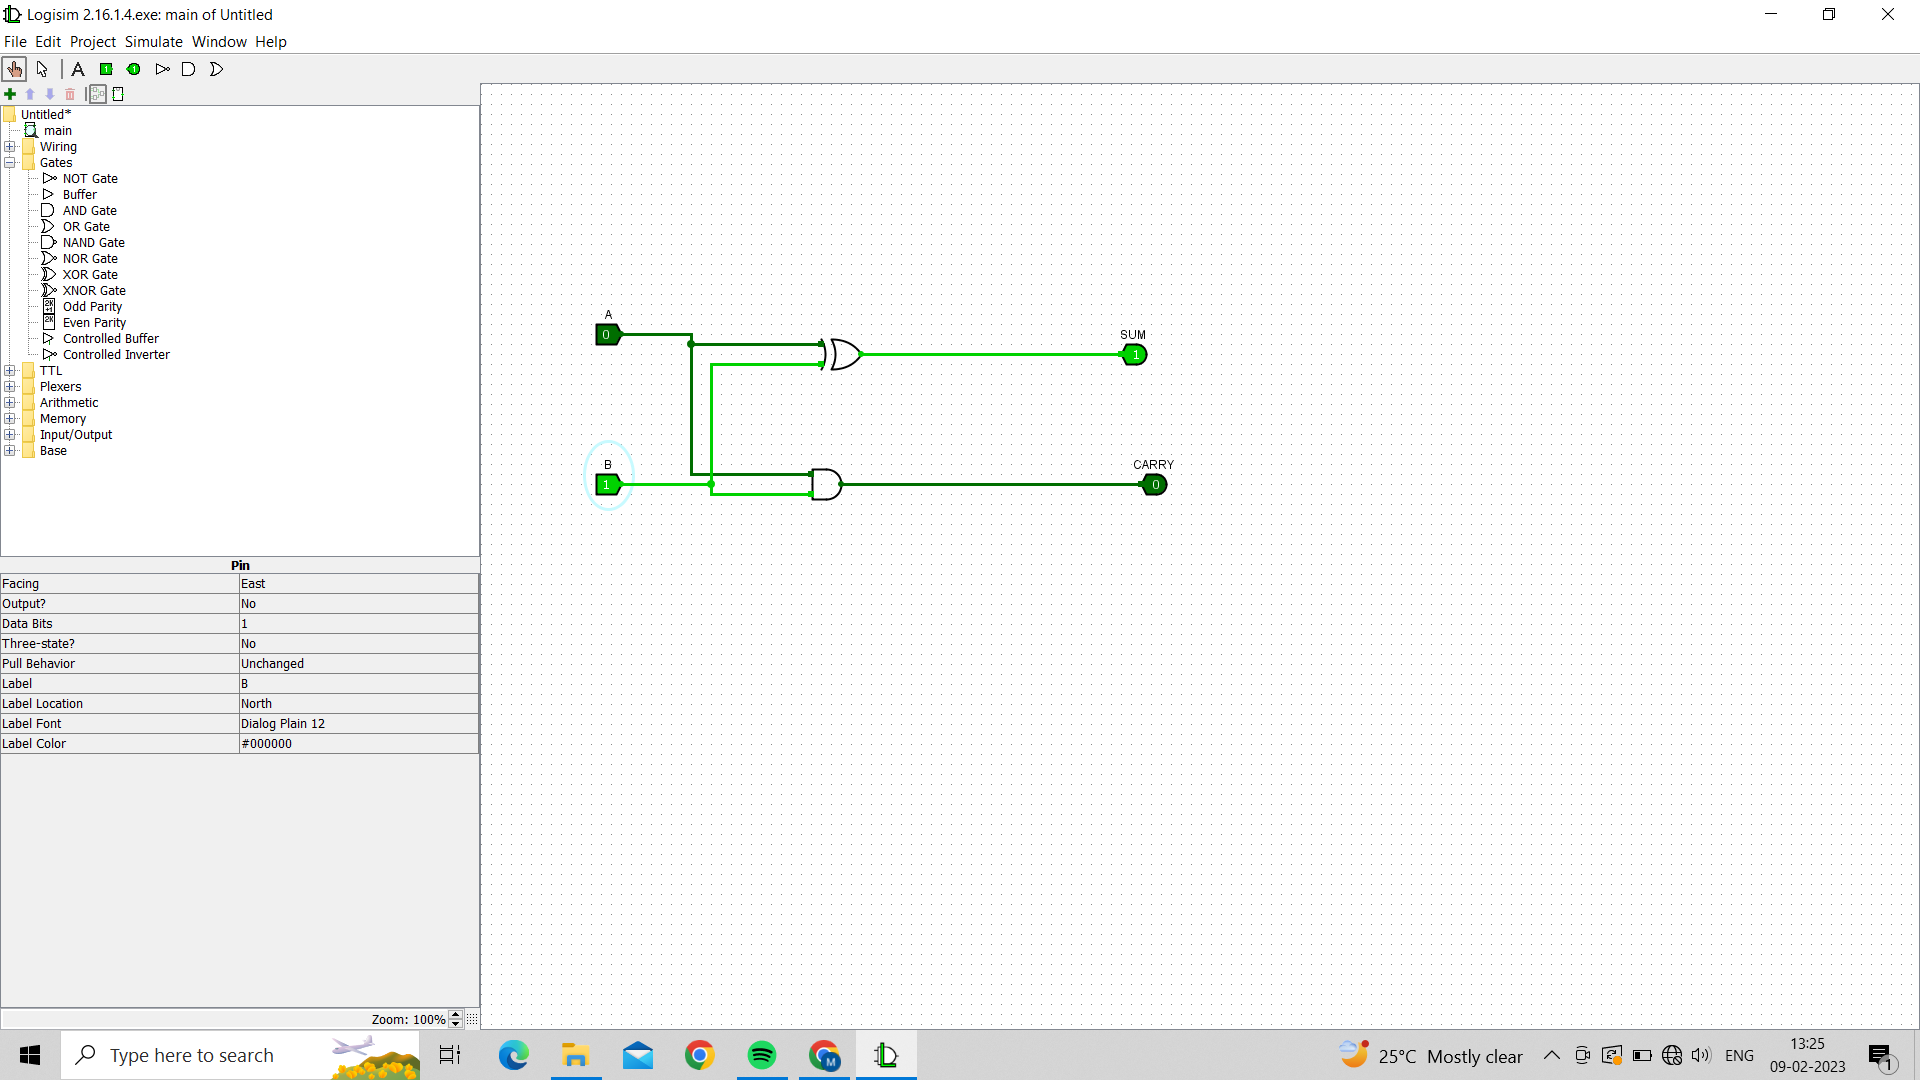 Logisim 2.16.1.4.exe: main of Untitled
File Edit Project Simulate Window Help
Untitled*
main
Wiring
Gates
NOT Gate
Buffer
AND Gate
OR Gate
NAND Gate
NOR Gate
XOR Gate
XNOR Gate
Odd Parity
Even Parity
Controlled Buffer
Controlled Inverter
TTL
Plexers
Arithmetic
Memory
Input/Output
Base
Pin
Facing East
Output? No
Data Bits 1
Three-state? No
Pull Behavior Unchanged
Label B
Label Location North
Label Font Dialog Plain 12
Label Color #000000
Zoom: 100%
A
0
SUM
1
B
1
CARRY
0
Type here to search
M
25°C Mostly clear
ENG
13:25
09-02-2023
1